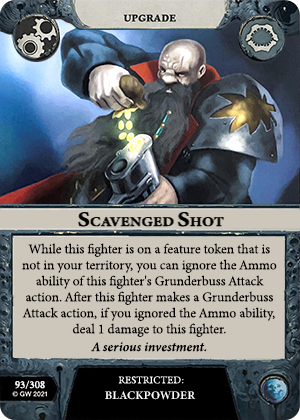 UPGRADE
SCAVENGED SHOT
While this fighter is on a feature token that is
not in your territory, you can ignore the Ammo
ability of this fighter's Grunderbuss Attack
action. After this fighter makes a Grunderbuss
Attack action, if you ignored the Ammo ability,
deal 1 damage to this fighter.
A serious investment.
93/308
© GW 2021
RESTRICTED:
BLACKPOWDER